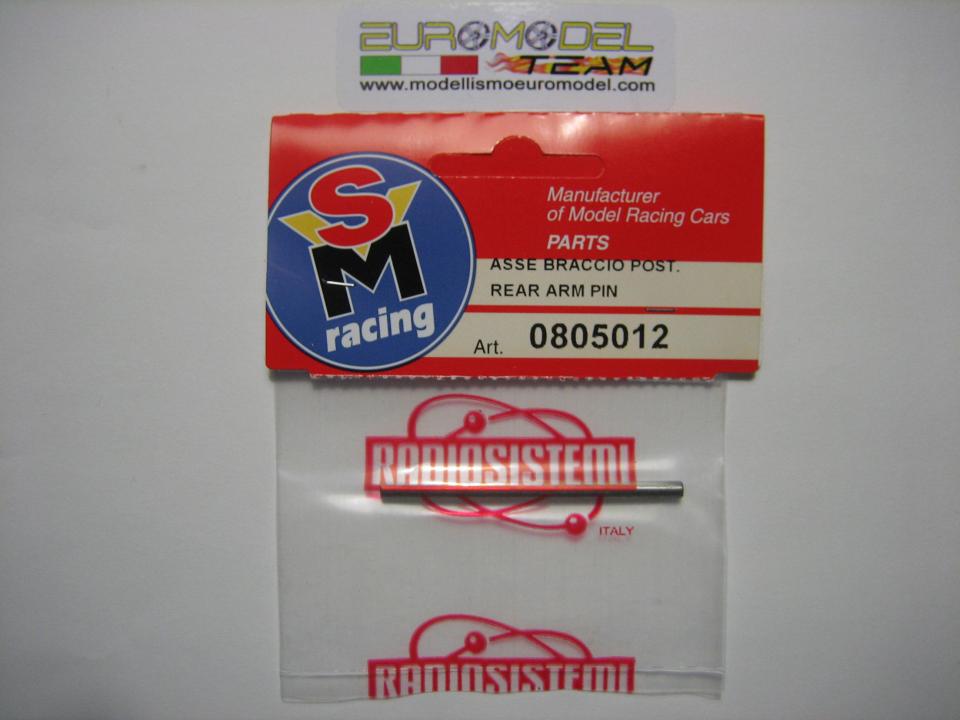 EUROMODEL
TEAM
www.modellismoeuromodel.com
SM
racing
Manufacturer
of Model Racing Cars
PARTS
ASSE BRACCIO POST.
REAR ARM PIN
Art. 0805012
RADIOSISTEMI
ITALY
RADIOSISTEMI